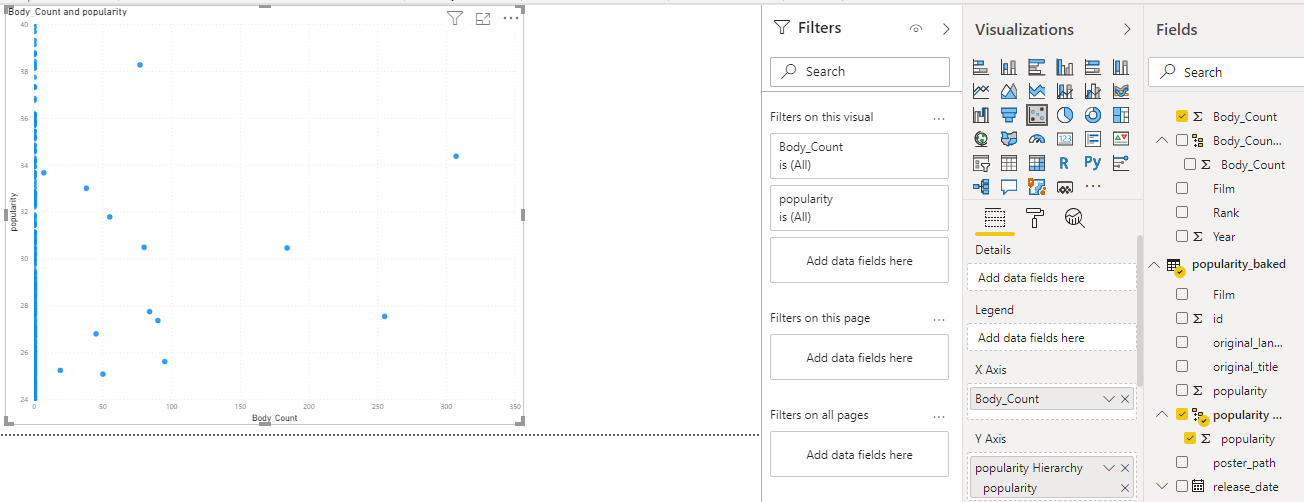 Body_Count and popularity
40
38
36
34
32
30
28
26
24
popularity
0
50
100
150
200
250
300
350
Body_Count
Filters
Search
Filters on this visual
...
Body_Count
is (All)
popularity
is (All)
Add data fields here
Filters on this page
...
Add data fields here
Filters on all pages
...
Add data fields here
Visualizations
123
R
Py
...
Details
Add data fields here
Legend
Add data fields here
X Axis
Body_Count
Y Axis
popularity Hierarchy
popularity
Fields
Search
Σ Body_Count
Body_Coun...
Σ Body_Count
Film
Rank
Σ Year
popularity_baked
Film
Σ id
original_lan...
original_title
Σ popularity
popularity ...
Σ popularity
poster_path
release_date